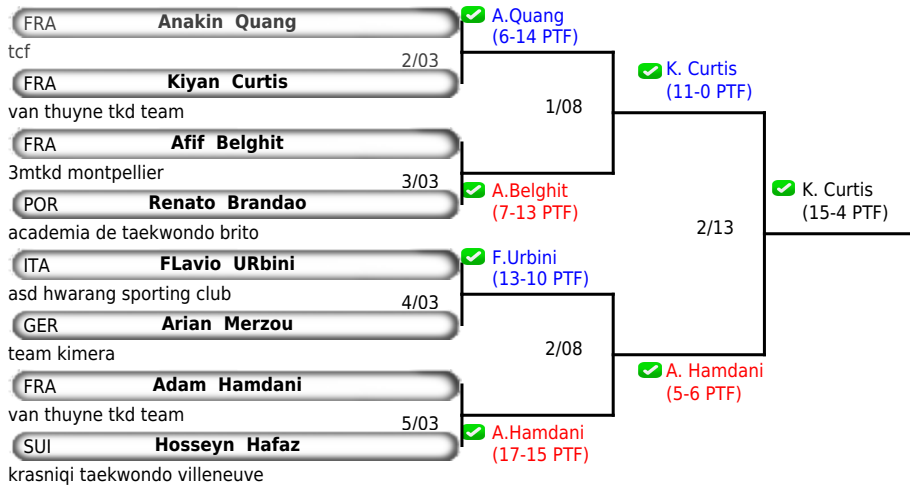 FRA Anakin Quang
tcf
2/03
FRA Kiyan Curtis
van thuyne tkd team
FRA Afif Belghit
3mtkd montpellier
3/03
POR Renato Brandao
academia de taekwondo brito
ITA FLavio URbini
asd hwarang sporting club
4/03
GER Arian Merzou
team kimera
FRA Adam Hamdani
van thuyne tkd team
5/03
SUI Hosseyn Hafaz
krasniqi taekwondo villeneuve
A.Quang
(6-14 PTF)
1/08
A.Belghit
(7-13 PTF)
F.Urbini
(13-10 PTF)
2/08
A.Hamdani
(17-15 PTF)
K. Curtis
(11-0 PTF)
2/13
A. Hamdani
(5-6 PTF)
K. Curtis
(15-4 PTF)